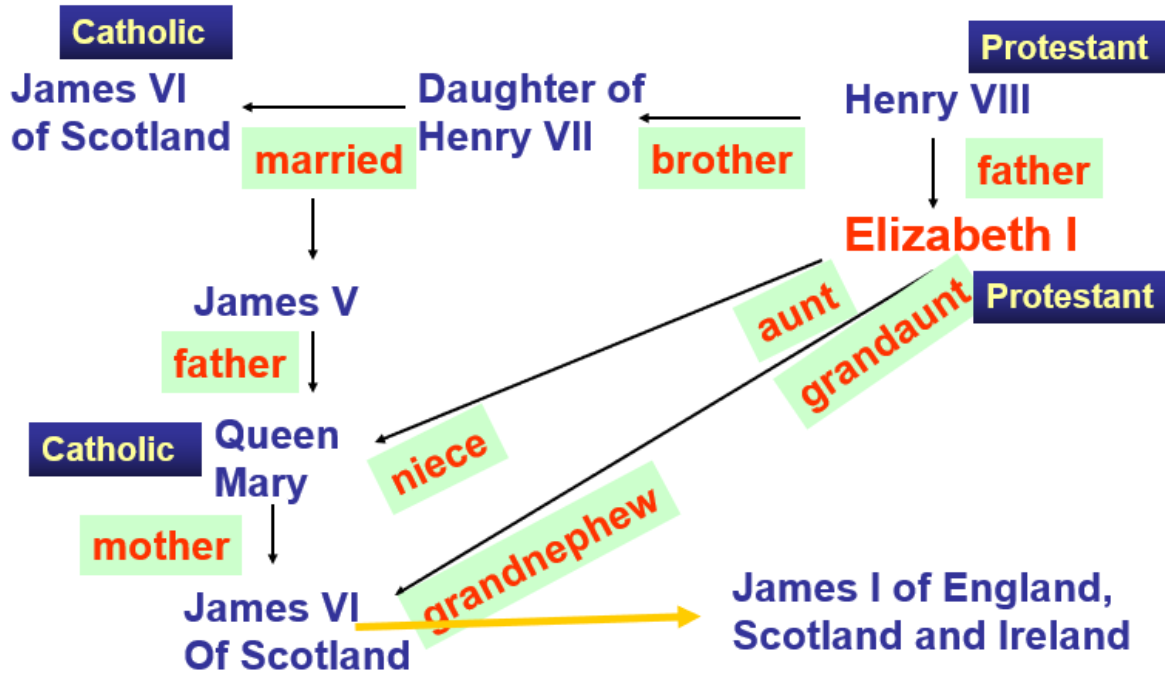 Catholic
Protestant
James VI
of Scotland
Daughter of
Henry VII
Henry VIII
married
brother
father
Elizabeth I
James V
aunt
grandaunt
Protestant
father
Catholic
Queen
Mary
niece
mother
grandnephew
James VI
Of Scotland
James I of England,
Scotland and Ireland